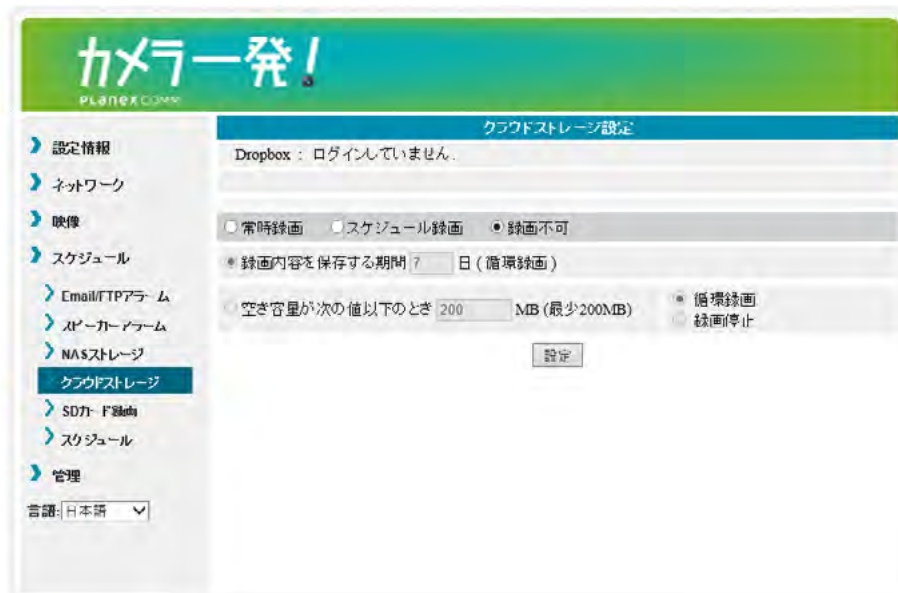 カメラ一発！
PLANEX COMM
設定情報
ネットワーク
映像
スケジュール
Email/FTPアラーム
スピーカーアラーム
NASストレージ
クラウドストレージ
SDカード録画
スケジュール
管理
言語: 日本語
クラウドストレージ設定
Dropbox : ログインしていません.
常時録画 スケジュール録画 録画不可
録画内容を保存する期間 7 日 (循環録画)
空き容量が次の値以下のとき 200 MB (最少200MB) 循環録画
録画停止
設定